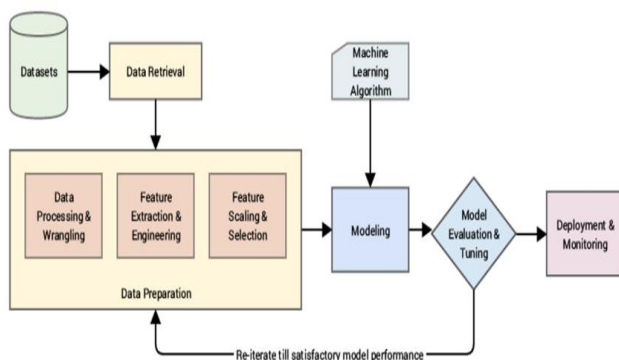 Datasets
Data Retrieval
Machine
Learning
Algorithm
Data
Processing &
Wrangling
Feature
Extraction &
Engineering
Feature
Scaling &
Selection
Data Preparation
Modeling
Model
Evaluation &
Tuning
Deployment &
Monitoring
Re-iterate till satisfactory model performance